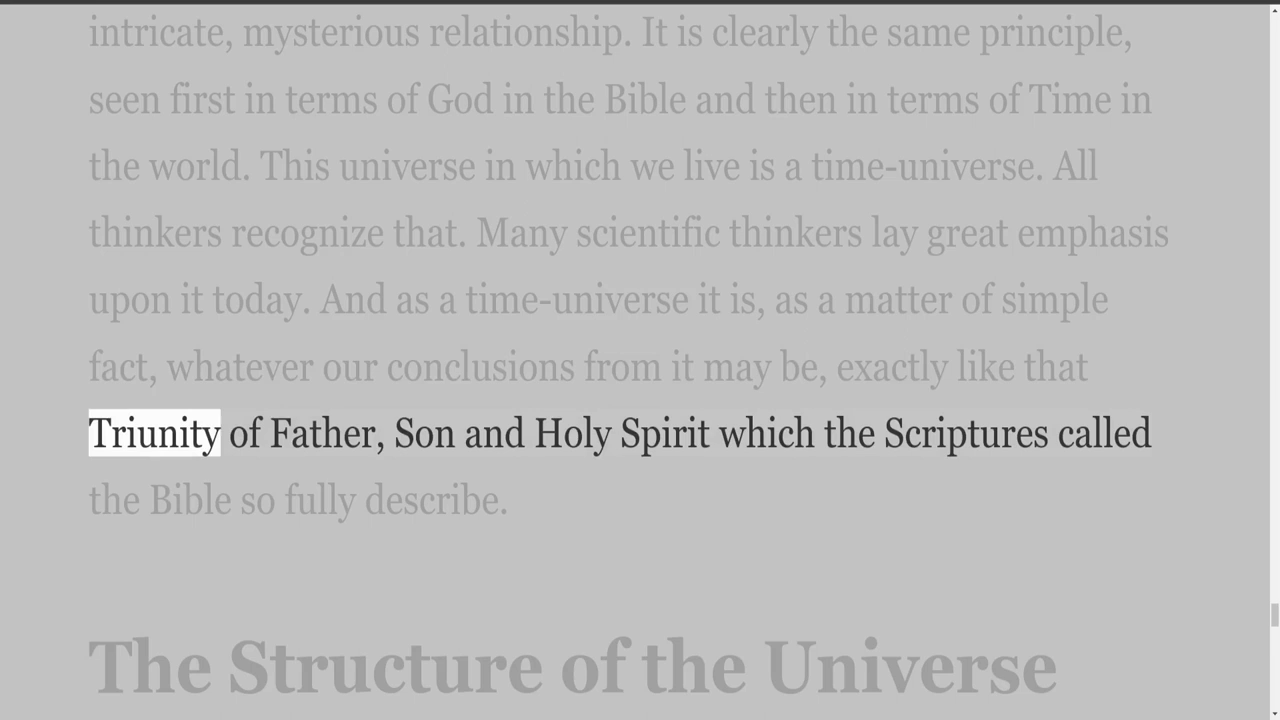 intricate, mysterious relationship. It is clearly the same principle,
seen first in terms of God in the Bible and then in terms of Time in
the world. This universe in which we live is a time-universe. All
thinkers recognize that. Many scientific thinkers lay great emphasis
upon it today. And as a time-universe it is, as a matter of simple
fact, whatever our conclusions from it may be, exactly like that
Triunity of Father, Son and Holy Spirit which the Scriptures called
the Bible so fully describe.
The Structure of the Universe